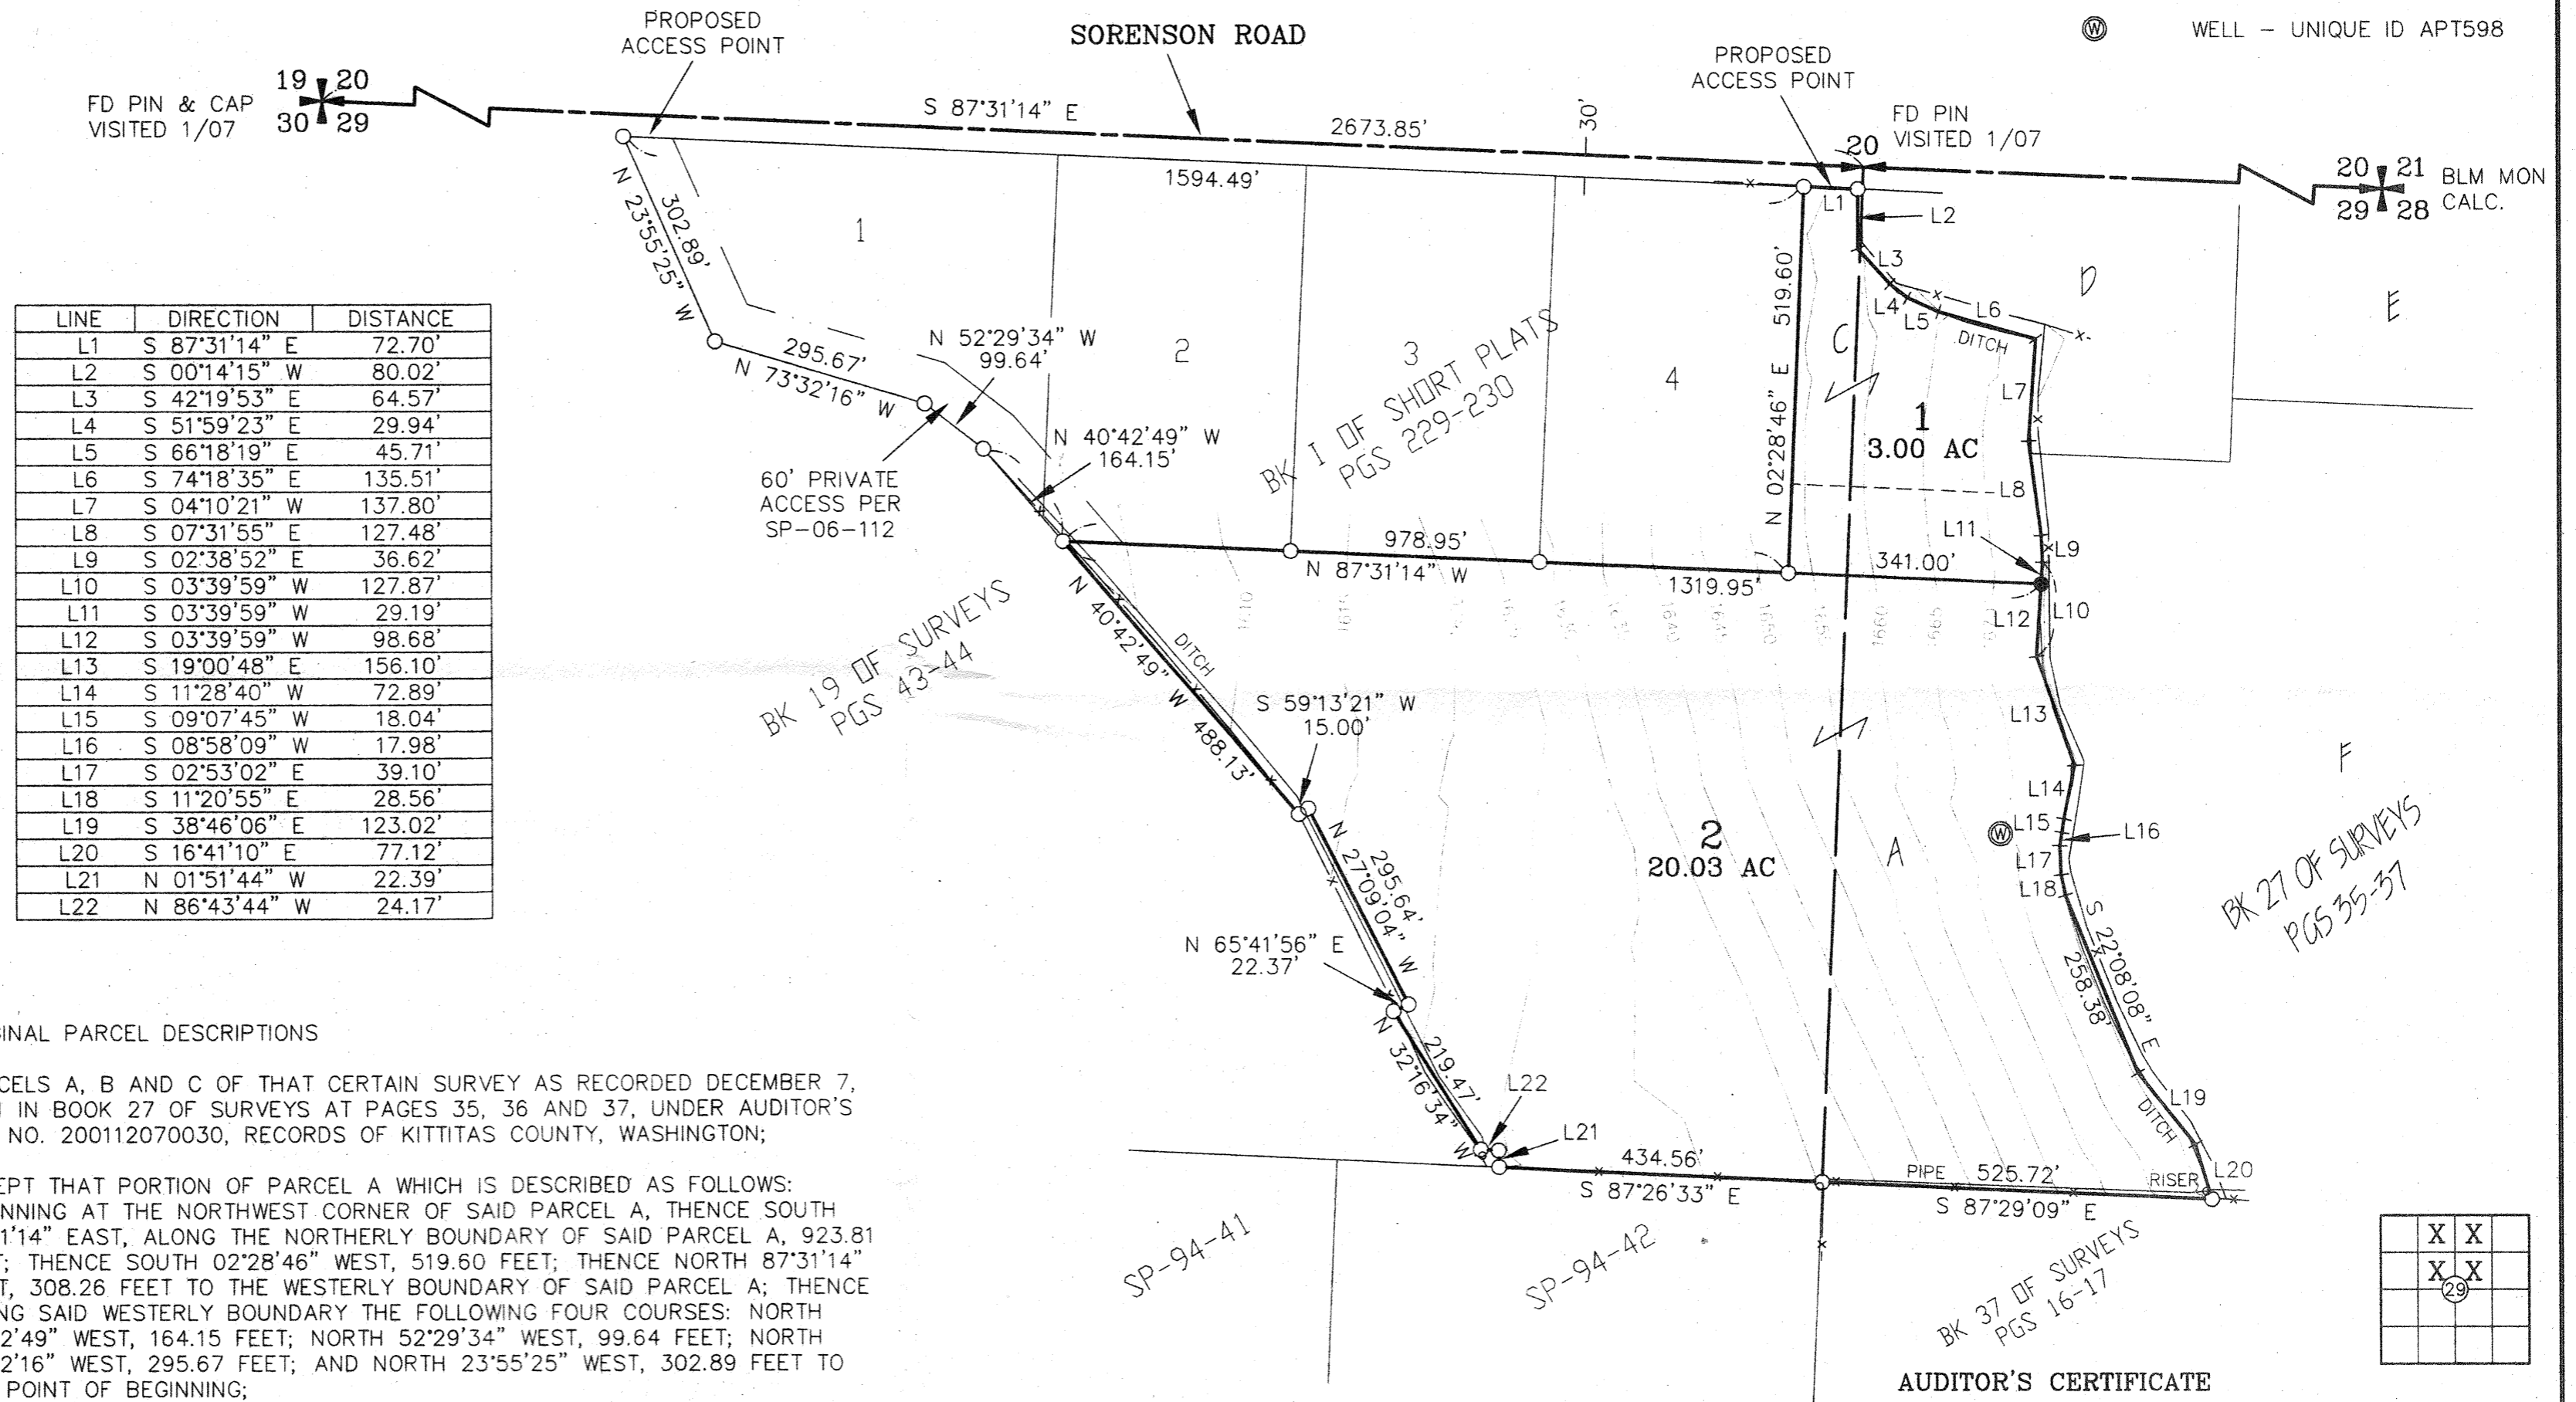 PROPOSED
ACCESS POINT
SORENSON ROAD
PROPOSED
ACCESS POINT
W WELL – UNIQUE ID APT598
FD PIN & CAP
VISITED 1/07
19 20
30 29
S 87°31'14" E
2673.85'
30'
FD PIN
VISITED 1/07
20
20 21
29 28
BLM MON
CALC.
1594.49'
L1
L2
L3
L4
L5
L6
DITCH
L7
L8
L9
L10
L11
L12
L13
L14
L15
L16
L17
L18
L19
L20
D
E
F
C
A
1
2
3
4
302.89'
N 23°55'25" W
295.67'
N 73°32'16" W
N 52°29'34" W
99.64'
N 40°42'49" W
164.15'
60' PRIVATE
ACCESS PER
SP-06-112
BK I OF SHORT PLATS
PGS 229-230
519.60'
N 02°28'46" E
1
3.00 AC
978.95'
N 87°31'14" W
1319.95'
341.00'
1610
1640
1660
LINE DIRECTION DISTANCE
L1 S 87°31'14" E 72.70'
L2 S 00°14'15" W 80.02'
L3 S 42°19'53" E 64.57'
L4 S 51°59'23" E 29.94'
L5 S 66°18'19" E 45.71'
L6 S 74°18'35" E 135.51'
L7 S 04°10'21" W 137.80'
L8 S 07°31'55" E 127.48'
L9 S 02°38'52" E 36.62'
L10 S 03°39'59" W 127.87'
L11 S 03°39'59" W 29.19'
L12 S 03°39'59" W 98.68'
L13 S 19°00'48" E 156.10'
L14 S 11°28'40" W 72.89'
L15 S 09°07'45" W 18.04'
L16 S 08°58'09" W 17.98'
L17 S 02°53'02" E 39.10'
L18 S 11°20'55" E 28.56'
L19 S 38°46'06" E 123.02'
L20 S 16°41'10" E 77.12'
L21 N 01°51'44" W 22.39'
L22 N 86°43'44" W 24.17'
BK 19 OF SURVEYS
PGS 43-44
DITCH
N 40°42'49" W 488.13'
S 59°13'21" W
15.00'
295.64'
N 27°09'04" W
N 65°41'56" E
22.37'
219.47'
N 32°16'34" W
L22
L21
2
20.03 AC
W
S 22°08'08" E
258.38'
DITCH
BK 27 OF SURVEYS
PGS 35-37
434.56'
S 87°26'33" E
PIPE
525.72'
RISER
S 87°29'09" E
SP-94-41
SP-94-42
BK 37 OF SURVEYS
PGS 16-17
INAL PARCEL DESCRIPTIONS
CELS A, B AND C OF THAT CERTAIN SURVEY AS RECORDED DECEMBER 7,
IN BOOK 27 OF SURVEYS AT PAGES 35, 36 AND 37, UNDER AUDITOR'S
NO. 200112070030, RECORDS OF KITTITAS COUNTY, WASHINGTON;
EPT THAT PORTION OF PARCEL A WHICH IS DESCRIBED AS FOLLOWS:
NNING AT THE NORTHWEST CORNER OF SAID PARCEL A, THENCE SOUTH
1'14" EAST, ALONG THE NORTHERLY BOUNDARY OF SAID PARCEL A, 923.81
T; THENCE SOUTH 02°28'46" WEST, 519.60 FEET; THENCE NORTH 87°31'14"
T, 308.26 FEET TO THE WESTERLY BOUNDARY OF SAID PARCEL A; THENCE
NG SAID WESTERLY BOUNDARY THE FOLLOWING FOUR COURSES: NORTH
2'49" WEST, 164.15 FEET; NORTH 52°29'34" WEST, 99.64 FEET; NORTH
2'16" WEST, 295.67 FEET; AND NORTH 23°55'25" WEST, 302.89 FEET TO
POINT OF BEGINNING;
X X
X X
29
AUDITOR'S CERTIFICATE